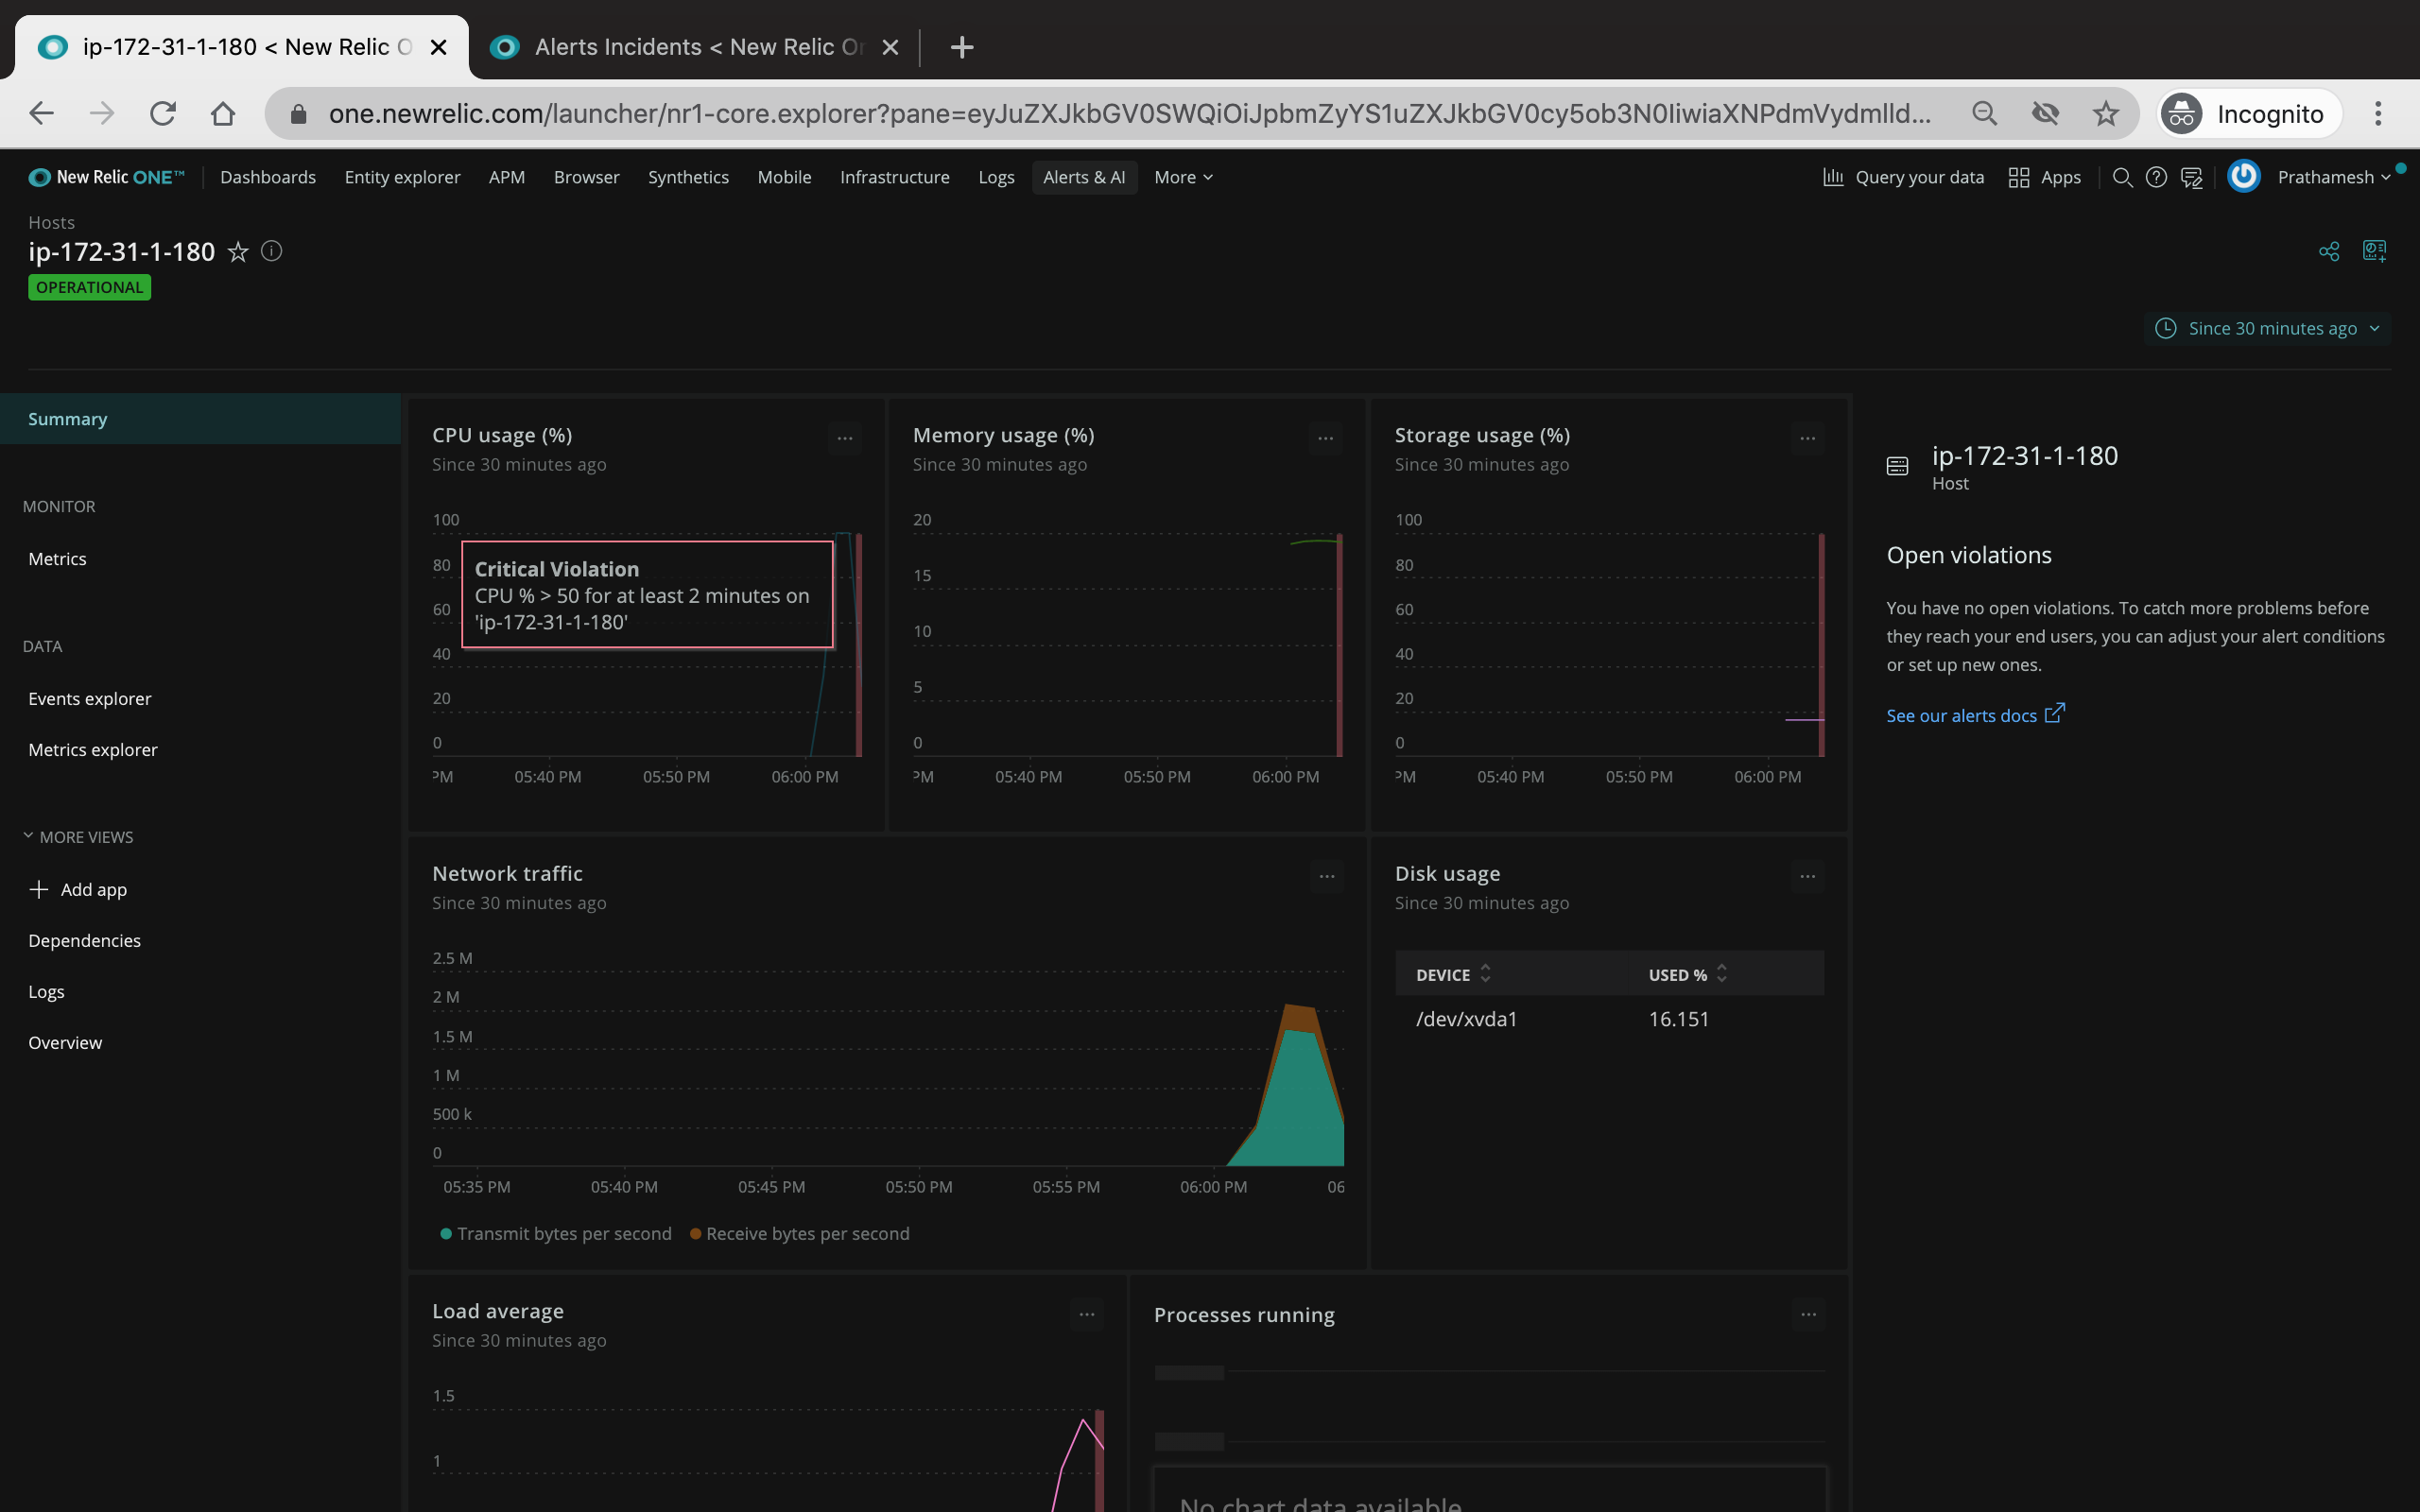 ip-172-31-1-180 < New Relic O
Alerts Incidents < New Relic On
one.newrelic.com/launcher/nr1-core.explorer?pane=eyJuZXJkbGV0SWQiOiJpbmZyYS1uZXJkbGV0cy5ob3N0IiwiaXNPdmVydmlld...
Incognito
New Relic ONE™
Dashboards
Entity explorer
APM
Browser
Synthetics
Mobile
Infrastructure
Logs
Alerts & AI
More
Query your data
Apps
Prathamesh
Hosts
ip-172-31-1-180
OPERATIONAL
Since 30 minutes ago
Summary
MONITOR
Metrics
DATA
Events explorer
Metrics explorer
MORE VIEWS
Add app
Dependencies
Logs
Overview
CPU usage (%)
Since 30 minutes ago
100
80
60
40
20
0
PM
05:40 PM
05:50 PM
06:00 PM
Critical Violation
CPU % > 50 for at least 2 minutes on
'ip-172-31-1-180'
Memory usage (%)
Since 30 minutes ago
20
15
10
5
0
PM
05:40 PM
05:50 PM
06:00 PM
Storage usage (%)
Since 30 minutes ago
100
80
60
40
20
0
PM
05:40 PM
05:50 PM
06:00 PM
ip-172-31-1-180
Host
Open violations
You have no open violations. To catch more problems before
they reach your end users, you can adjust your alert conditions
or set up new ones.
See our alerts docs
Network traffic
Since 30 minutes ago
2.5 M
2 M
1.5 M
1 M
500 k
0
05:35 PM
05:40 PM
05:45 PM
05:50 PM
05:55 PM
06:00 PM
06
Transmit bytes per second
Receive bytes per second
Disk usage
Since 30 minutes ago
DEVICE
USED %
/dev/xvda1
16.151
Load average
Since 30 minutes ago
1.5
1
Processes running
No chart data available